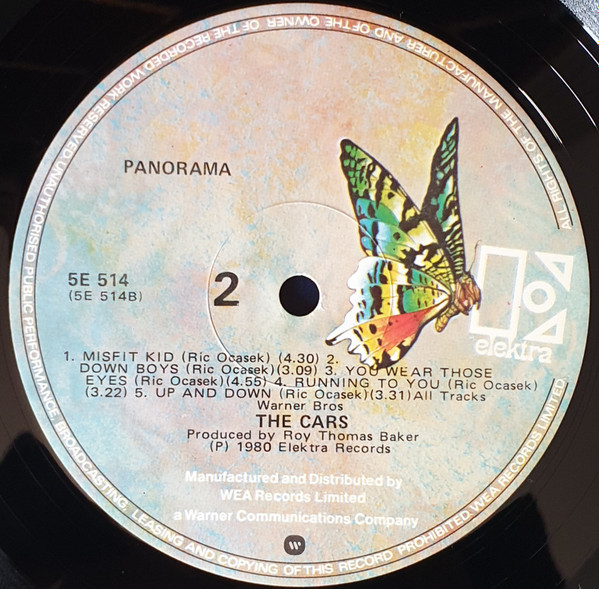 PANORAMA
5E 514
(5E 514B)
2
elektra
1. MISFIT KID (Ric Ocasek) (4.30) 2.
DOWN BOYS (Ric Ocasek)(3.09) 3. YOU WEAR THOSE
EYES (Ric Ocasek)(4.55) 4. RUNNING TO YOU (Ric Ocasek)
(3.22) 5. UP AND DOWN (Ric Ocasek)(3.31)All Tracks
Warner Bros
THE CARS
Produced by Roy Thomas Baker
(P) 1980 Elektra Records
Manufactured and Distributed by
WEA Records Limited
a Warner Communications Company
ALL RIGHTS OF THE MANUFACTURER AND OF THE OWNER OF THE RECORDED WORK RESERVED UNAUTHORISED PUBLIC PERFORMANCE, BROADCASTING, LEASING AND COPYING OF THIS RECORD PROHIBITED. WEA RECORDS LIMITED.